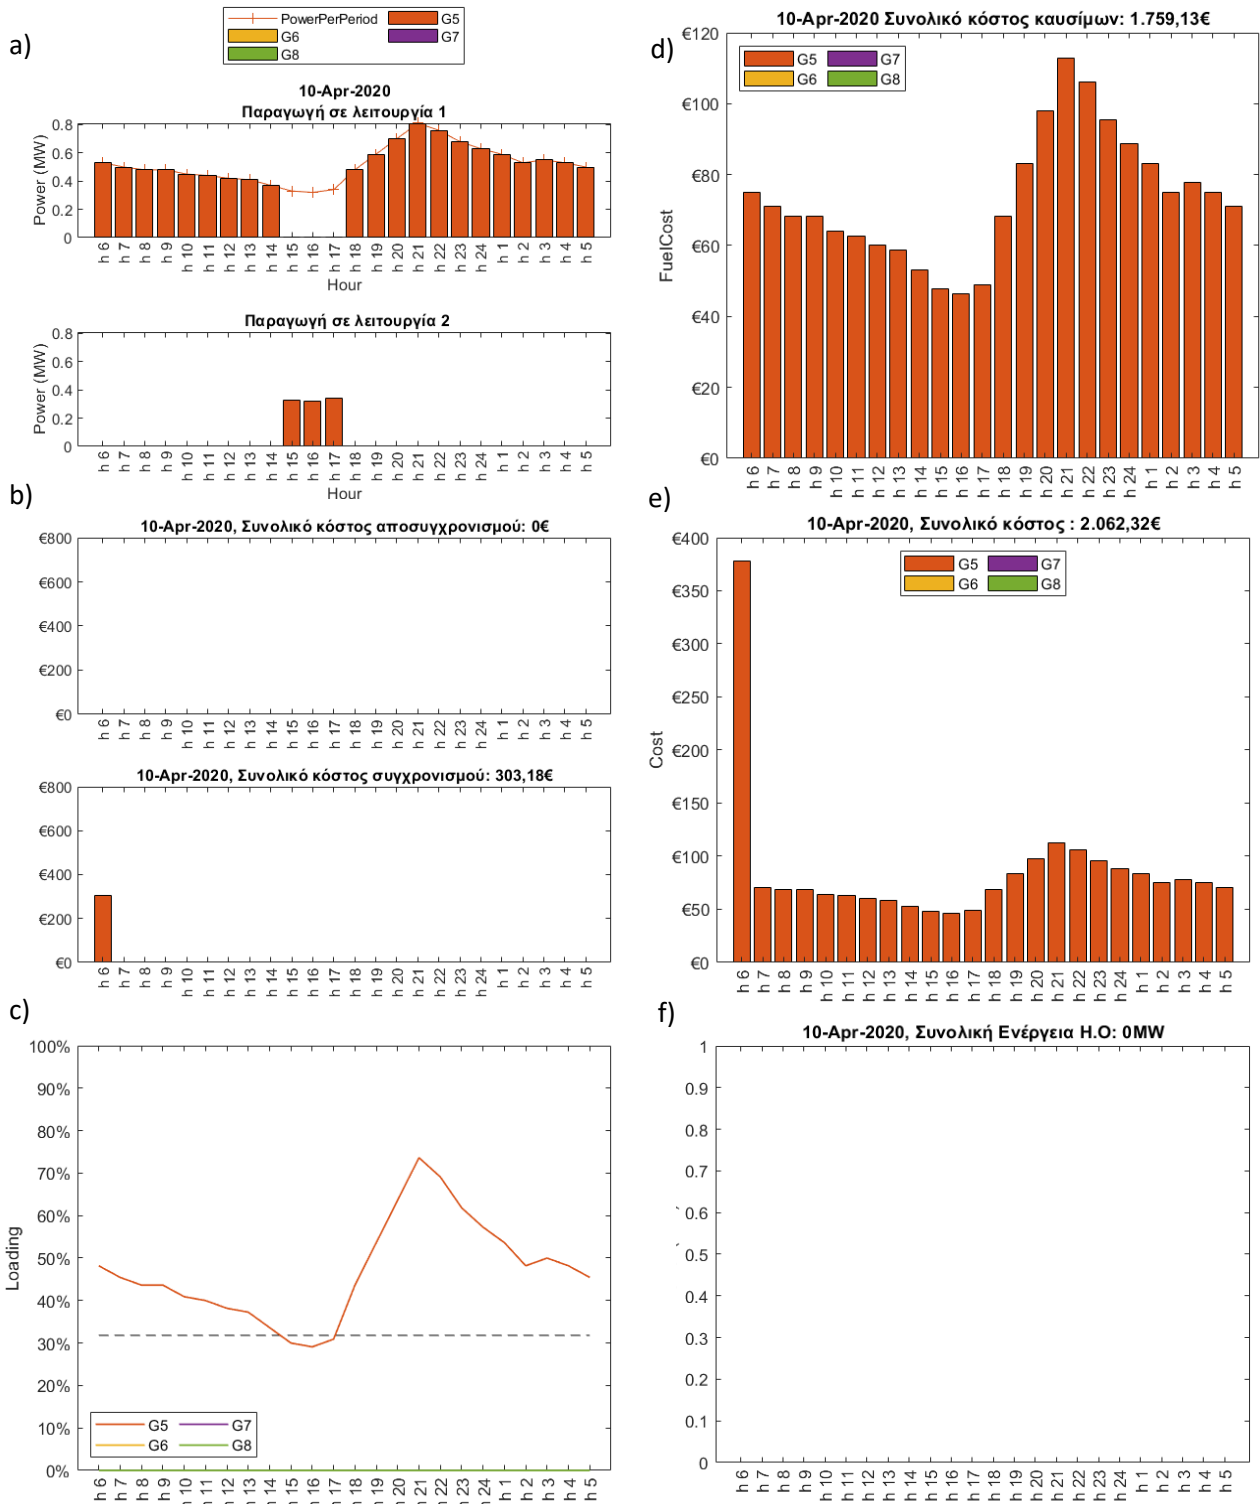 a)
PowerPerPeriod G5
G6 G7
G8
10-Apr-2020
Παραγωγή σε λειτουργία 1
Power (MW)
0.8
0.6
0.4
0.2
0
h 6 h 7 h 8 h 9 h 10 h 11 h 12 h 13 h 14 h 15 h 16 h 17 h 18 h 19 h 20 h 21 h 22 h 23 h 24 h 1 h 2 h 3 h 4 h 5
Hour
Παραγωγή σε λειτουργία 2
Power (MW)
0.8
0.6
0.4
0.2
0
h 6 h 7 h 8 h 9 h 10 h 11 h 12 h 13 h 14 h 15 h 16 h 17 h 18 h 19 h 20 h 21 h 22 h 23 h 24 h 1 h 2 h 3 h 4 h 5
Hour
b)
10-Apr-2020, Συνολικό κόστος αποσυγχρονισμού: 0€
€800
€600
€400
€200
€0
h 6 h 7 h 8 h 9 h 10 h 11 h 12 h 13 h 14 h 15 h 16 h 17 h 18 h 19 h 20 h 21 h 22 h 23 h 24 h 1 h 2 h 3 h 4 h 5
10-Apr-2020, Συνολικό κόστος συγχρονισμού: 303,18€
€800
€600
€400
€200
€0
h 6 h 7 h 8 h 9 h 10 h 11 h 12 h 13 h 14 h 15 h 16 h 17 h 18 h 19 h 20 h 21 h 22 h 23 h 24 h 1 h 2 h 3 h 4 h 5
c)
Loading
100%
90%
80%
70%
60%
50%
40%
30%
20%
10%
0%
G5 G7
G6 G8
h 6 h 7 h 8 h 9 h 10 h 11 h 12 h 13 h 14 h 15 h 16 h 17 h 18 h 19 h 20 h 21 h 22 h 23 h 24 h 1 h 2 h 3 h 4 h 5
d)
10-Apr-2020 Συνολικό κόστος καυσίμων: 1.759,13€
G5 G7
G6 G8
FuelCost
€120
€100
€80
€60
€40
€20
€0
h 6 h 7 h 8 h 9 h 10 h 11 h 12 h 13 h 14 h 15 h 16 h 17 h 18 h 19 h 20 h 21 h 22 h 23 h 24 h 1 h 2 h 3 h 4 h 5
e)
10-Apr-2020, Συνολικό κόστος : 2.062,32€
G5 G7
G6 G8
Cost
€400
€350
€300
€250
€200
€150
€100
€50
€0
h 6 h 7 h 8 h 9 h 10 h 11 h 12 h 13 h 14 h 15 h 16 h 17 h 18 h 19 h 20 h 21 h 22 h 23 h 24 h 1 h 2 h 3 h 4 h 5
f)
10-Apr-2020, Συνολική Ενέργεια Η.Ο: 0MW
1
0.9
0.8
0.7
0.6
0.5
0.4
0.3
0.2
0.1
0
h 6 h 7 h 8 h 9 h 10 h 11 h 12 h 13 h 14 h 15 h 16 h 17 h 18 h 19 h 20 h 21 h 22 h 23 h 24 h 1 h 2 h 3 h 4 h 5